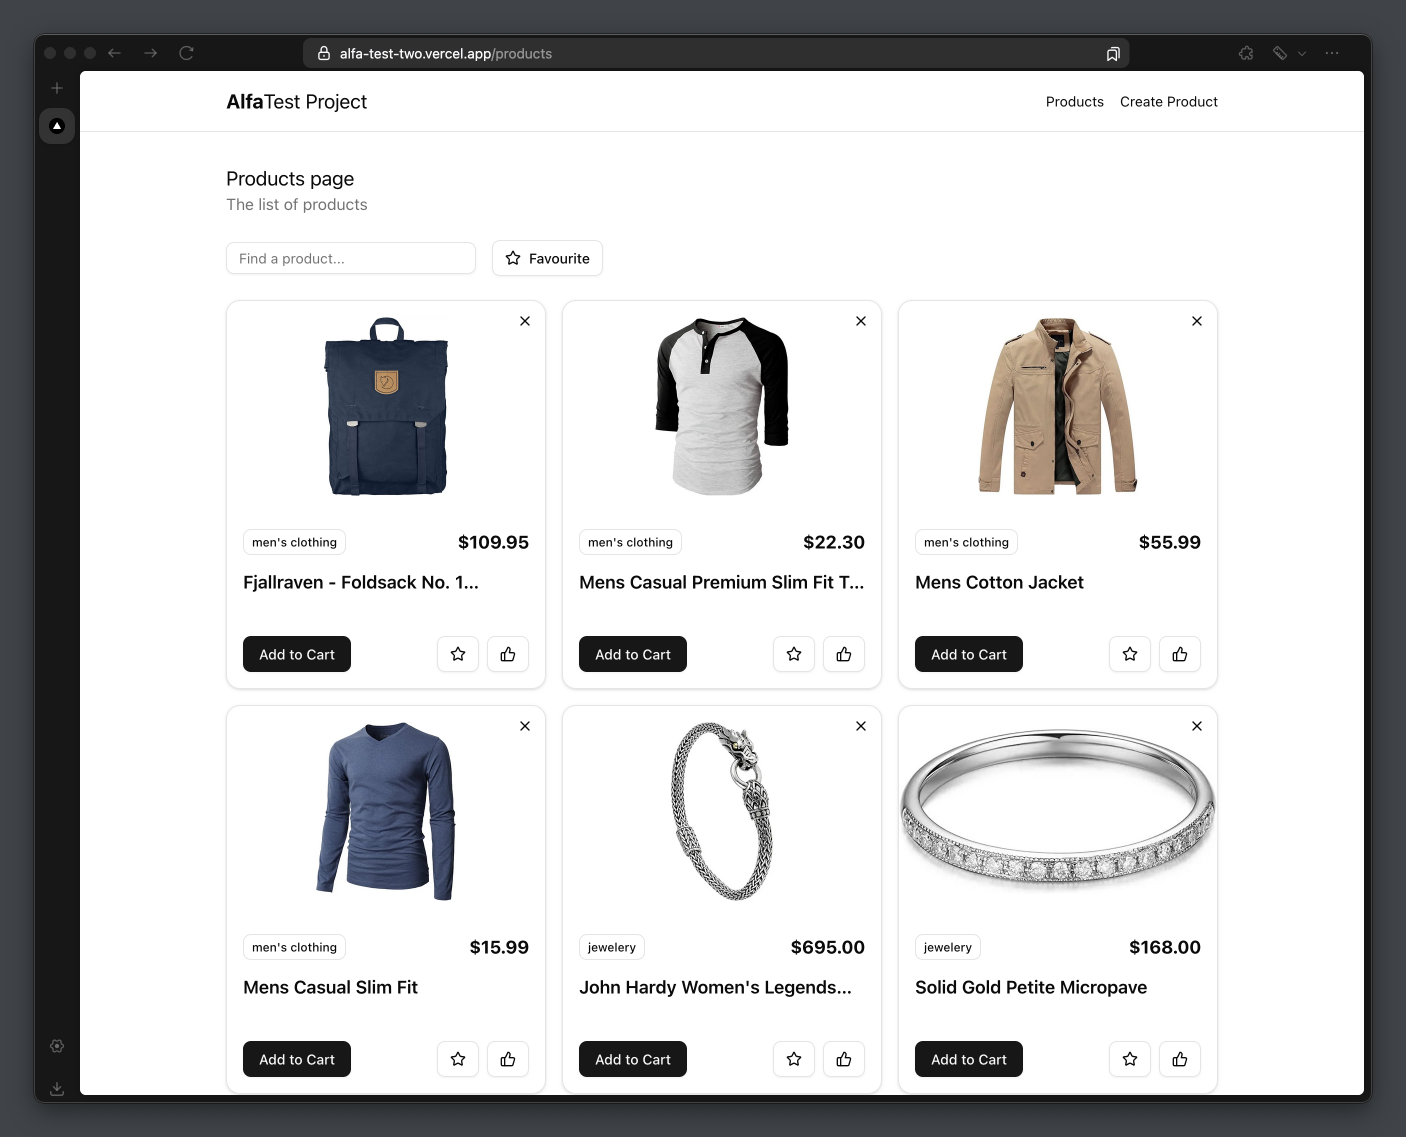 alfa-test-two.vercel.app/products
AlfaTest Project
Products Create Product
Products page
The list of products
Find a product...
Favourite
men's clothing $109.95
Fjallraven - Foldsack No. 1...
Add to Cart
men's clothing $22.30
Mens Casual Premium Slim Fit T...
Add to Cart
men's clothing $55.99
Mens Cotton Jacket
Add to Cart
men's clothing $15.99
Mens Casual Slim Fit
Add to Cart
jewelery $695.00
John Hardy Women's Legends...
Add to Cart
jewelery $168.00
Solid Gold Petite Micropave
Add to Cart